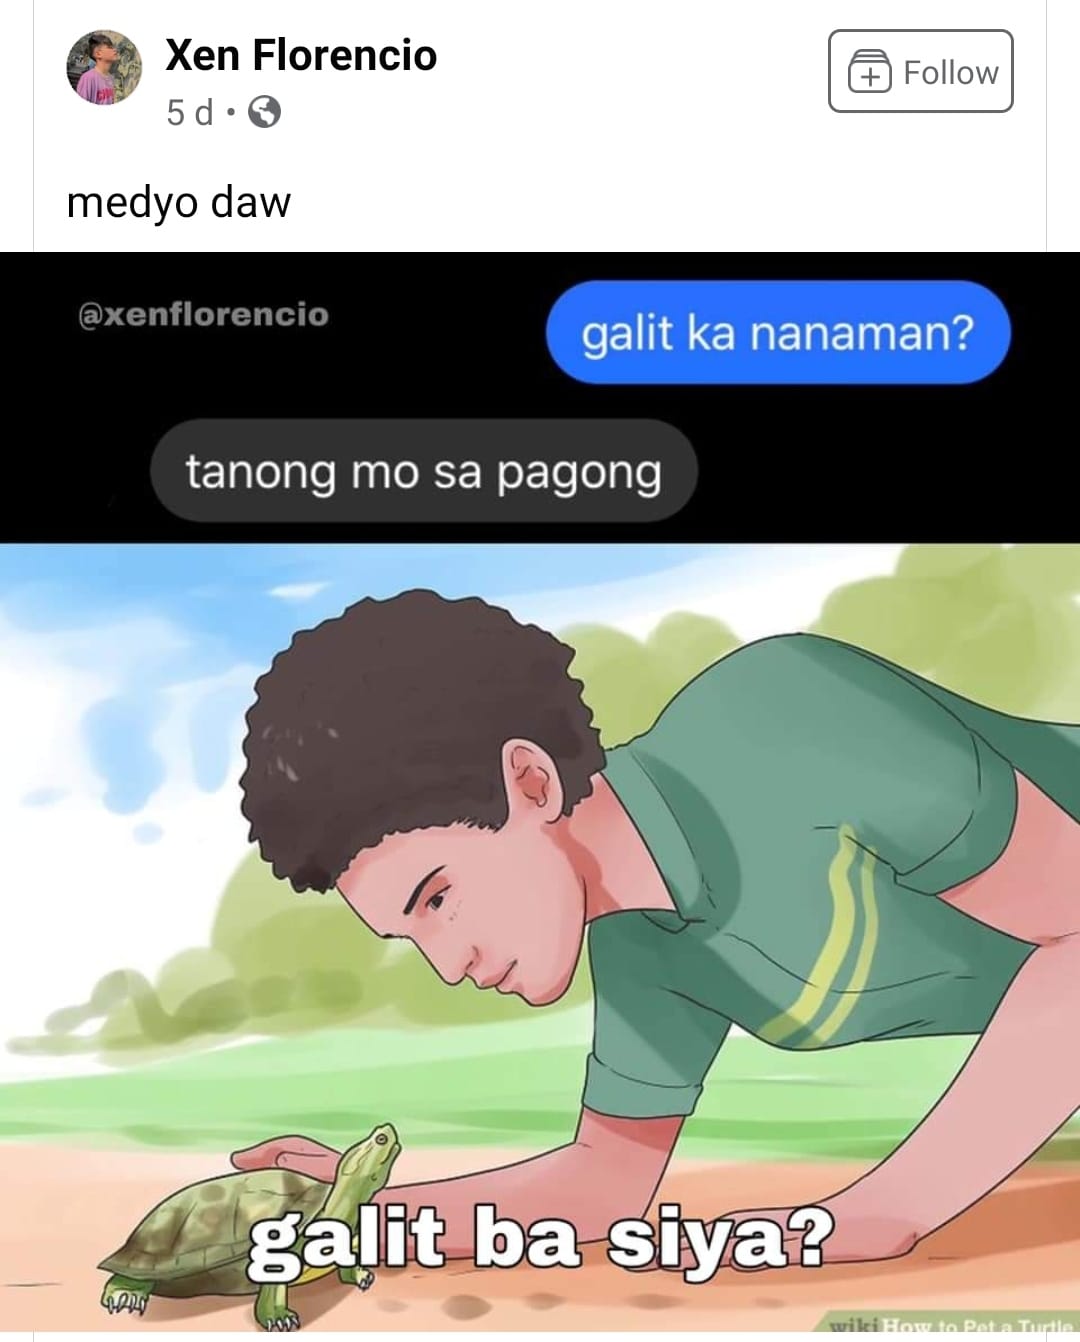 Xen Florencio
Follow
5 d
medyo daw
@xenflorencio
galit ka nanaman?
tanong mo sa pagong
galit ba siya?
wiki How to Pet a Turtle